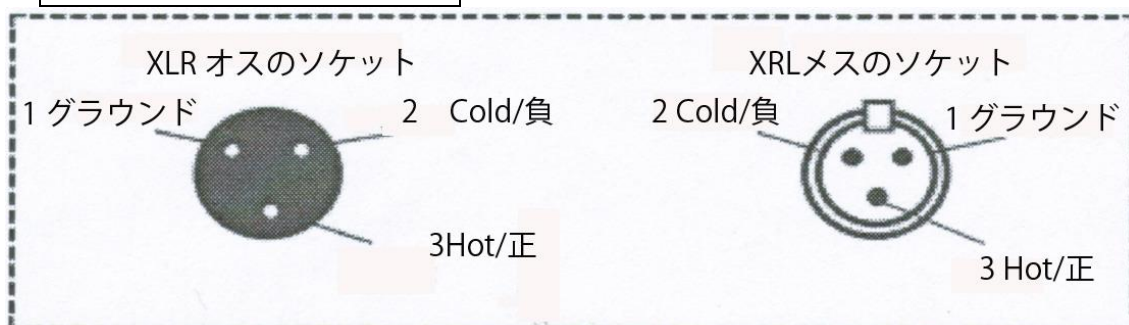 XLR オスのソケット
1 グラウンド
2 Cold/負
3Hot/正
XRLメスのソケット
2 Cold/負
1 グラウンド
3 Hot/正